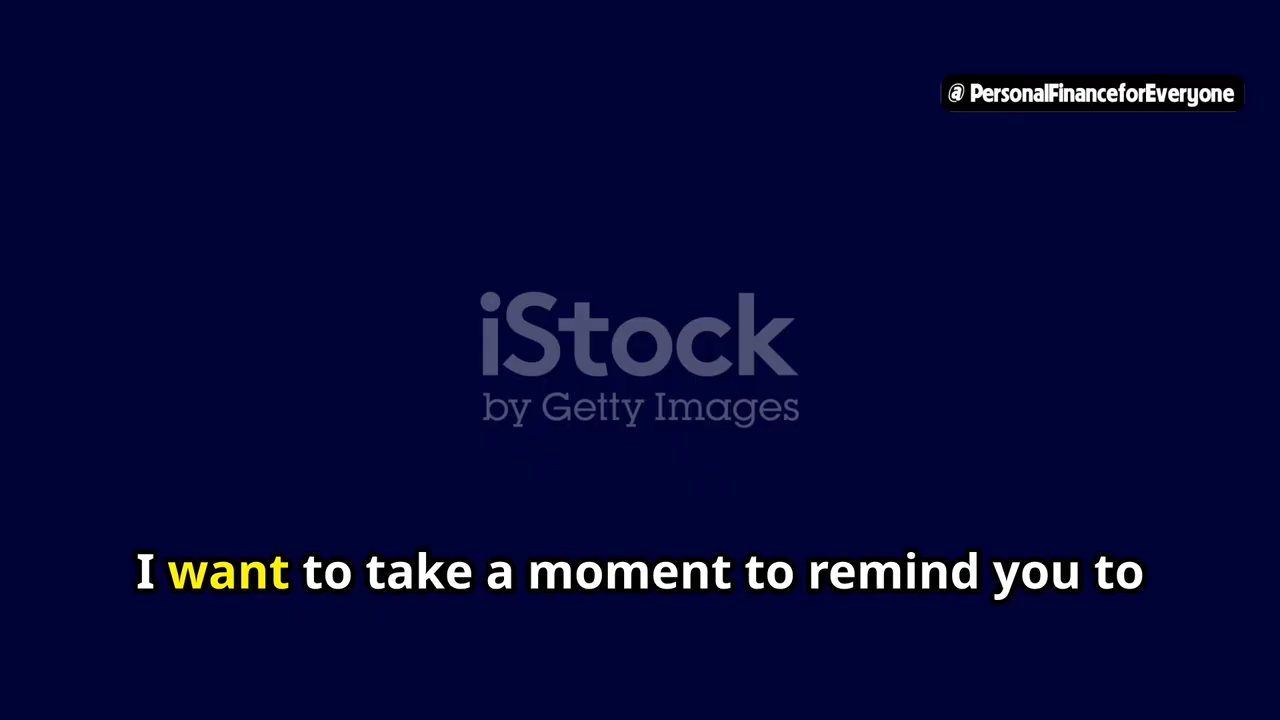 @ PersonalFinanceforEveryone
iStock
by Getty Images
I want to take a moment to remind you to